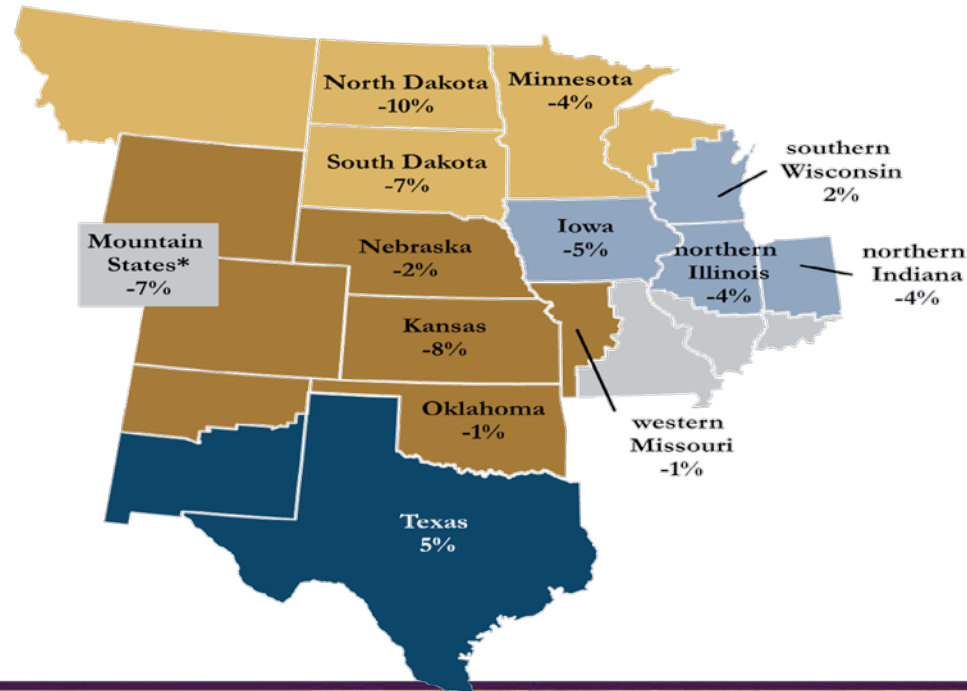 North Dakota
-10%
Minnesota
-4%
southern
Wisconsin
2%
South Dakota
-7%
Mountain
States*
-7%
Nebraska
-2%
Iowa
-5%
northern
Illinois
-4%
northern
Indiana
-4%
Kansas
-8%
Oklahoma
-1%
western
Missouri
-1%
Texas
5%